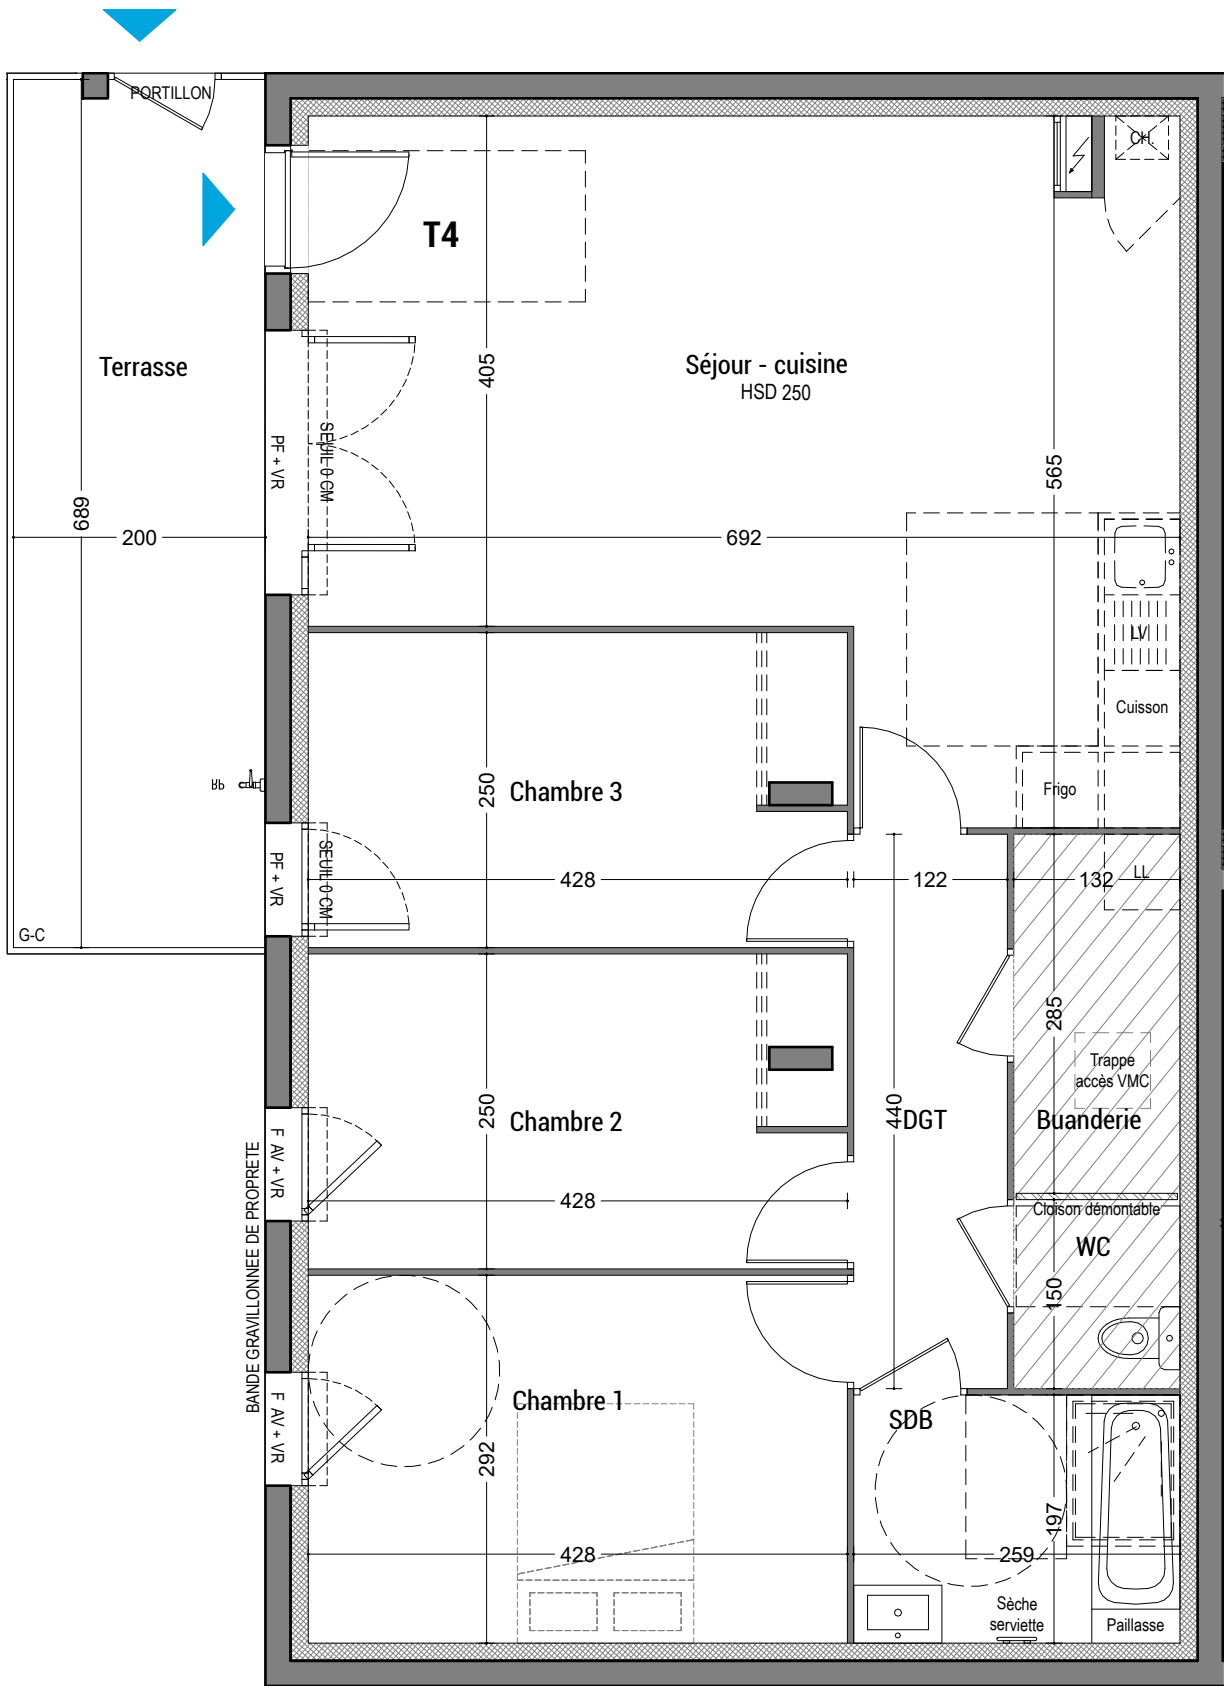 PORTILLON
CH.
T4
Terrasse
Séjour - cuisine
HSD 250
405
PF + VR
SEUIL 0 CM
565
689
200
692
LV
Cuisson
Frigo
Rb
Chambre 3
250
PF + VR
SEUIL 0 CM
428
122
132
LL
G-C
285
Trappe
accès VMC
Chambre 2
250
440
DGT
Buanderie
F AV + VR
428
Cloison démontable
WC
150
BANDE GRAVILLONNEE DE PROPRETE
Chambre 1
F AV + VR
SDB
292
197
428
259
Sèche
serviette
Paillasse